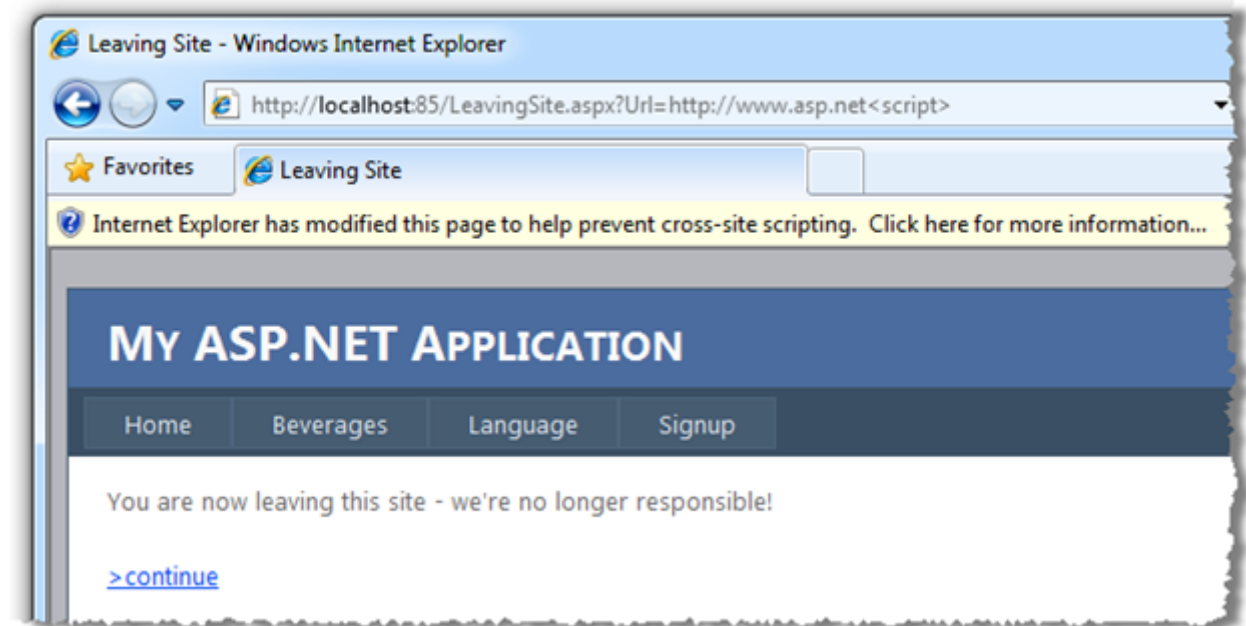 Leaving Site - Windows Internet Explorer
http://localhost:85/LeavingSite.aspx?Url=http://www.asp.net<script>
Favorites
Leaving Site
Internet Explorer has modified this page to help prevent cross-site scripting. Click here for more information...
MY ASP.NET APPLICATION
Home Beverages Language Signup
You are now leaving this site - we're no longer responsible!
>continue